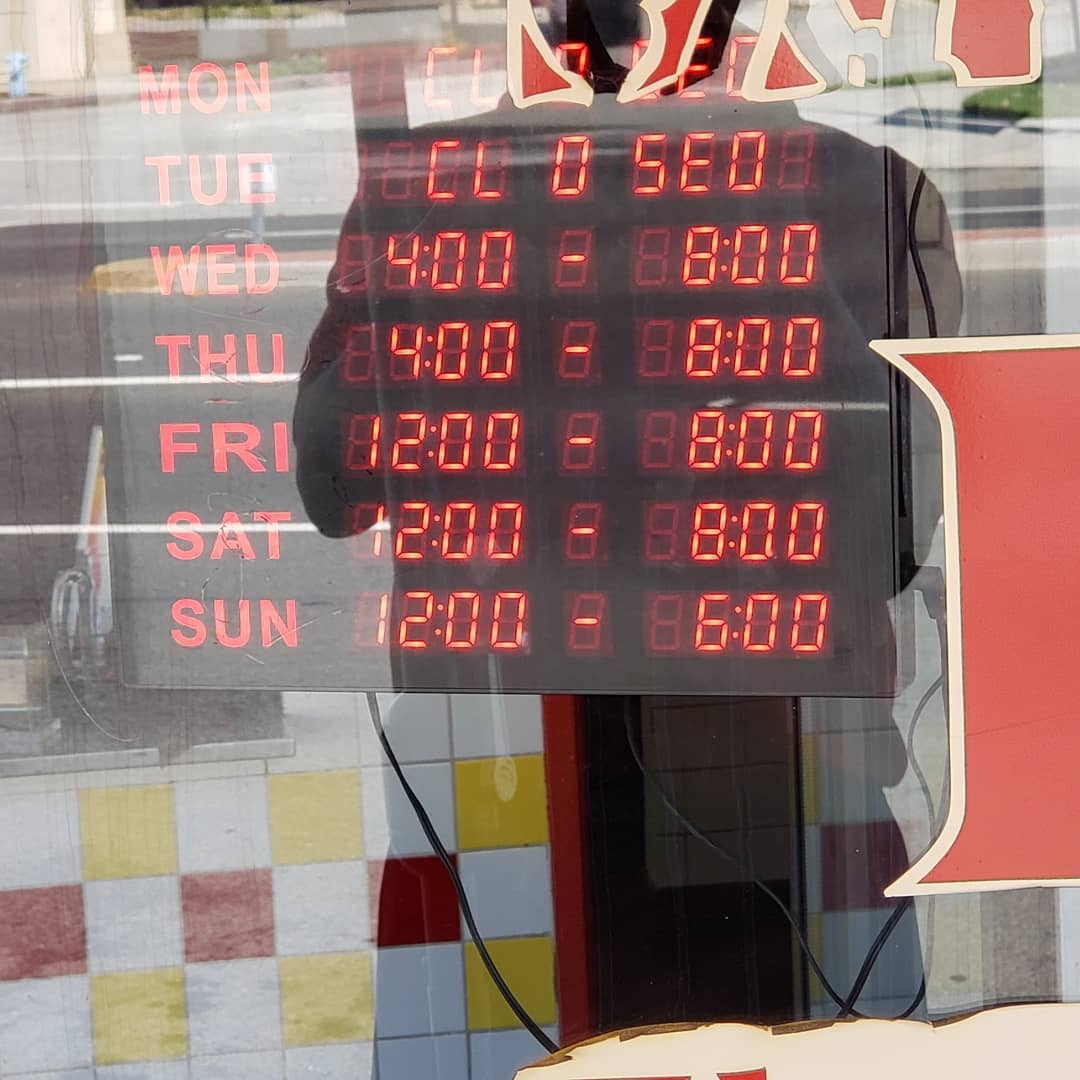 MON CLOSED
TUE CLOSED
WED 4:00 - 8:00
THU 4:00 - 8:00
FRI 12:00 - 8:00
SAT 12:00 - 8:00
SUN 12:00 - 6:00